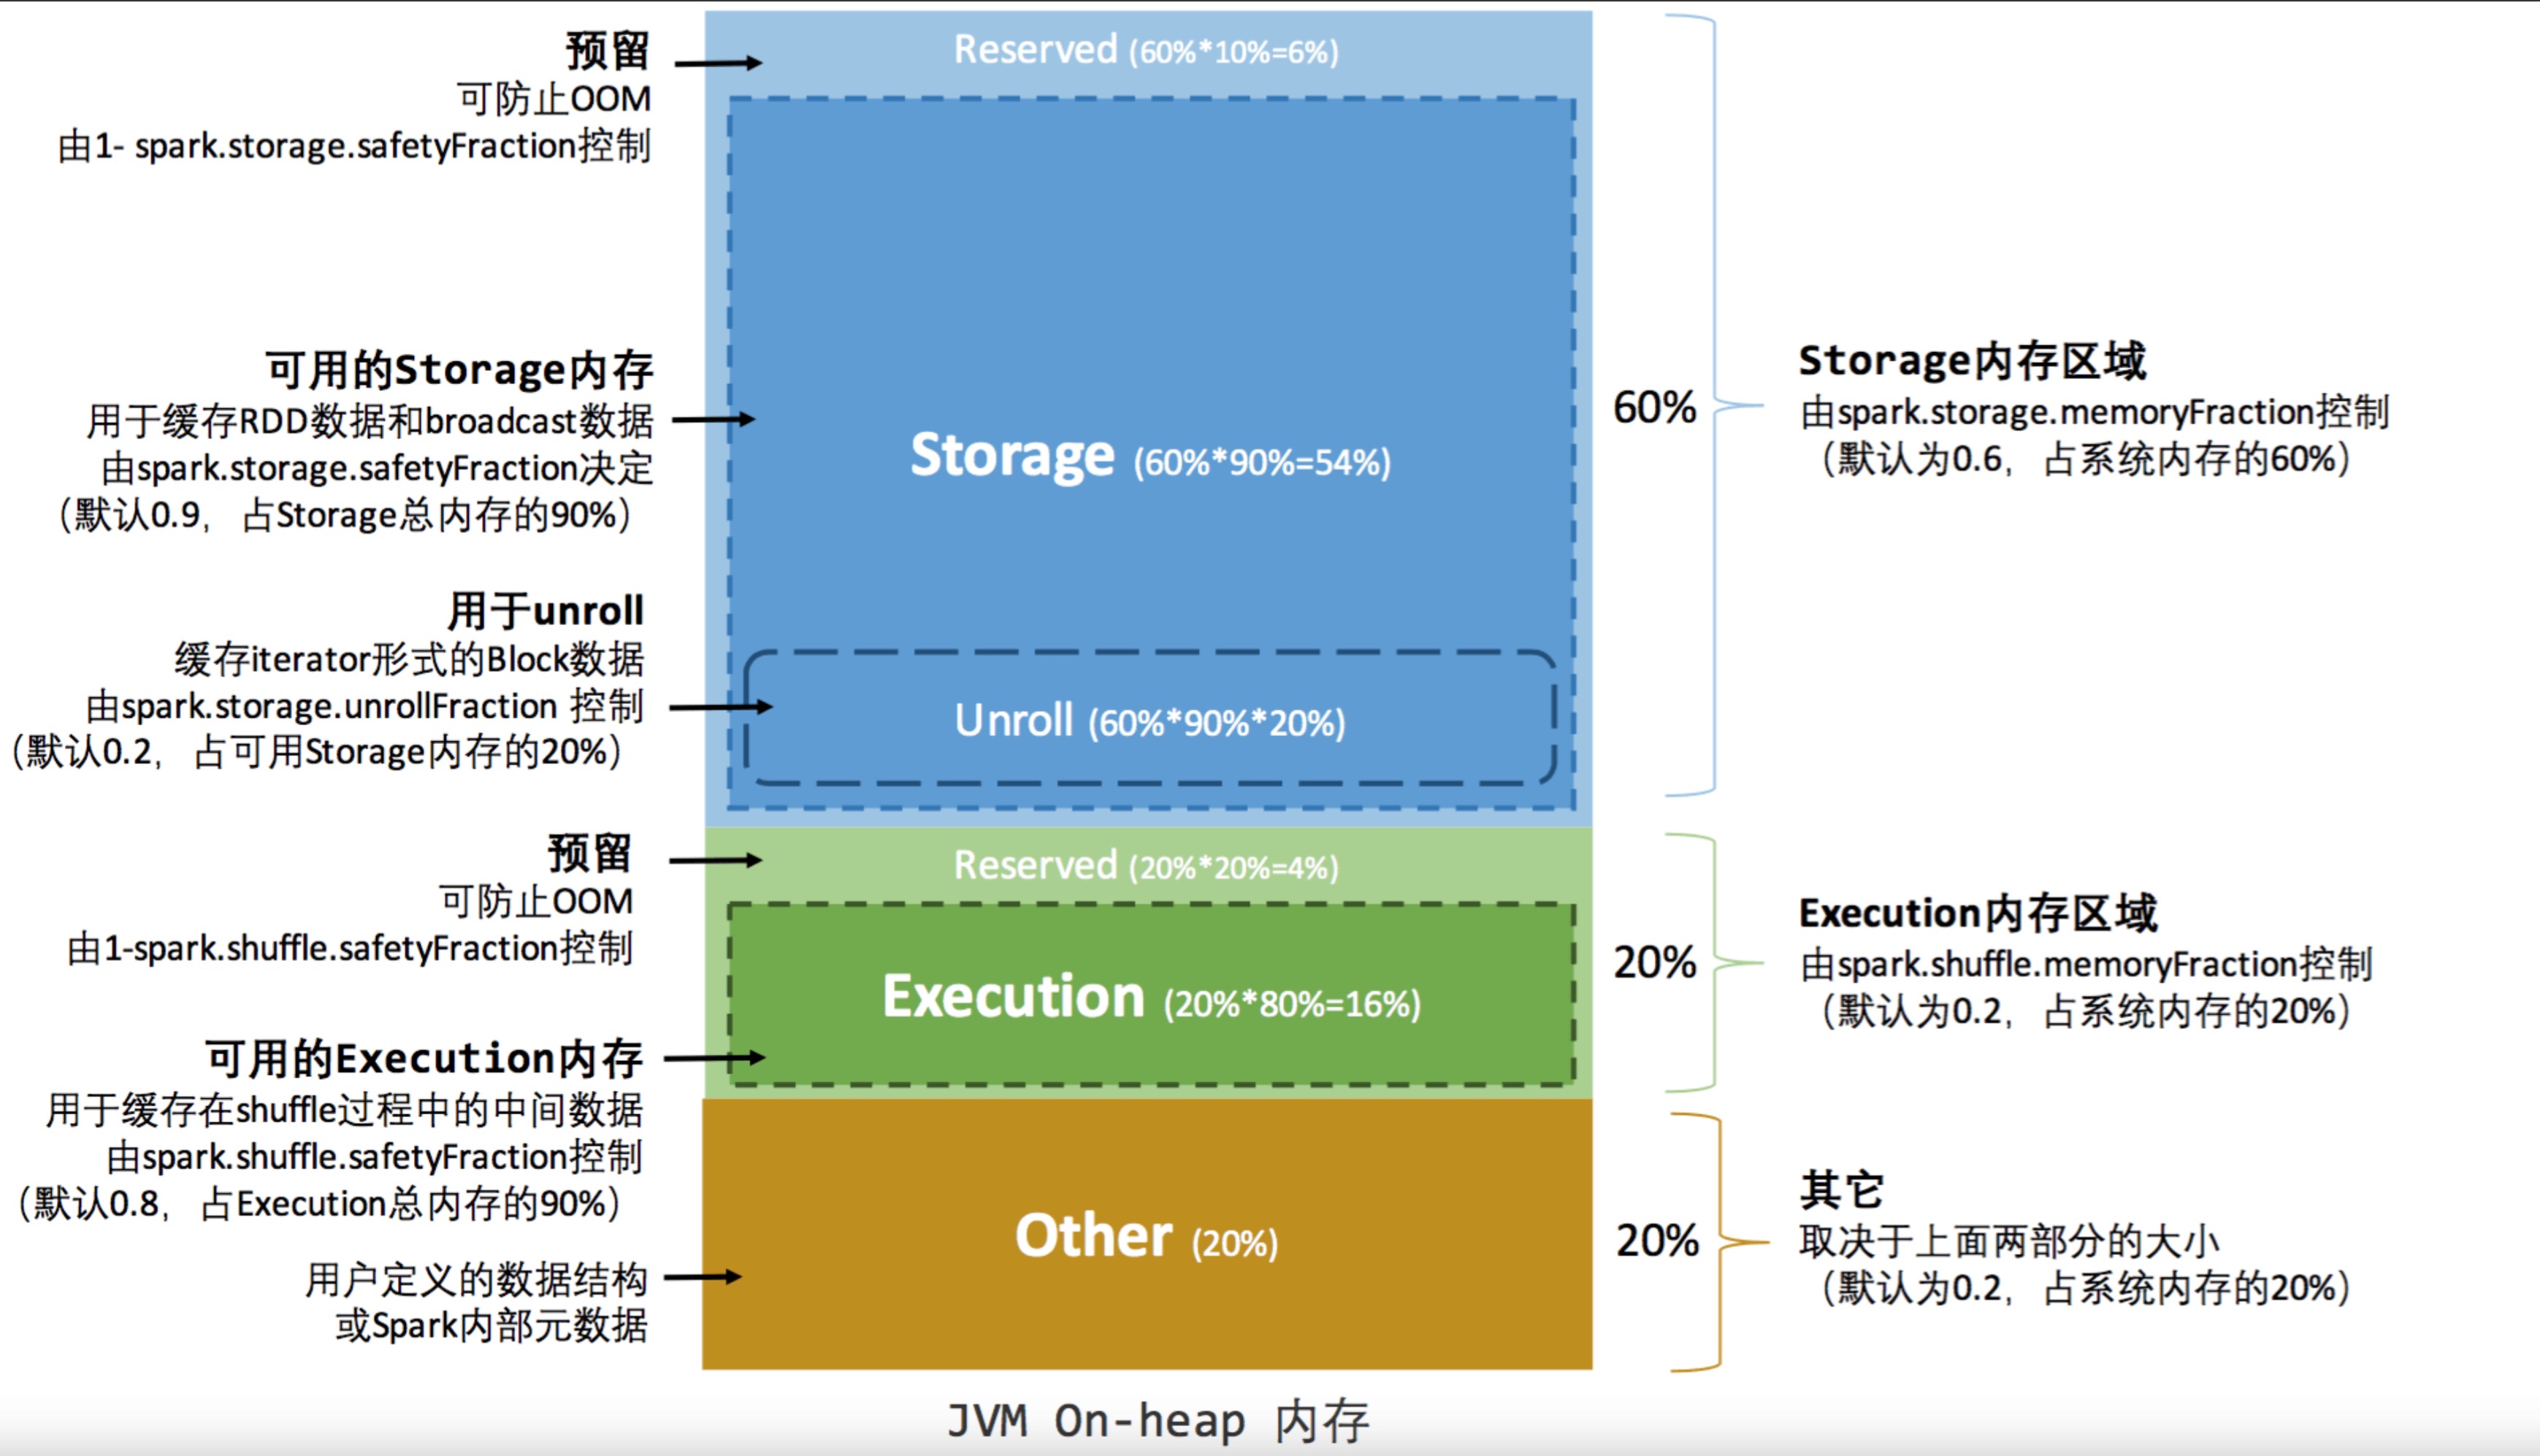 预留
可防止OOM
由1- spark.storage.safetyFraction控制
可用的Storage内存
用于缓存RDD数据和broadcast数据
由spark.storage.safetyFraction决定
（默认0.9， 占Storage总内存的90%）
用于unroll
缓存iterator形式的Block数据
由spark.storage.unrollFraction 控制
（默认0.2， 占可用Storage内存的20%）
预留
可防止OOM
由1-spark.shuffle.safetyFraction控制
可用的Execution内存
用于缓存在shuffle过程中的中间数据
由spark.shuffle.safetyFraction控制
（默认0.8， 占Execution总内存的90%）
用户定义的数据结构
或Spark内部元数据
Reserved (60%*10%=6%)
Storage (60%*90%=54%)
Unroll (60%*90%*20%)
Reserved (20%*20%=4%)
Execution (20%*80%=16%)
Other (20%)
JVM On-heap 内存
60%
Storage内存区域
由spark.storage.memoryFraction控制
（默认为0.6， 占系统内存的60%）
20%
Execution内存区域
由spark.shuffle.memoryFraction控制
（默认为0.2， 占系统内存的20%）
20%
其它
取决于上面两部分的大小
（默认为0.2， 占系统内存的20%）